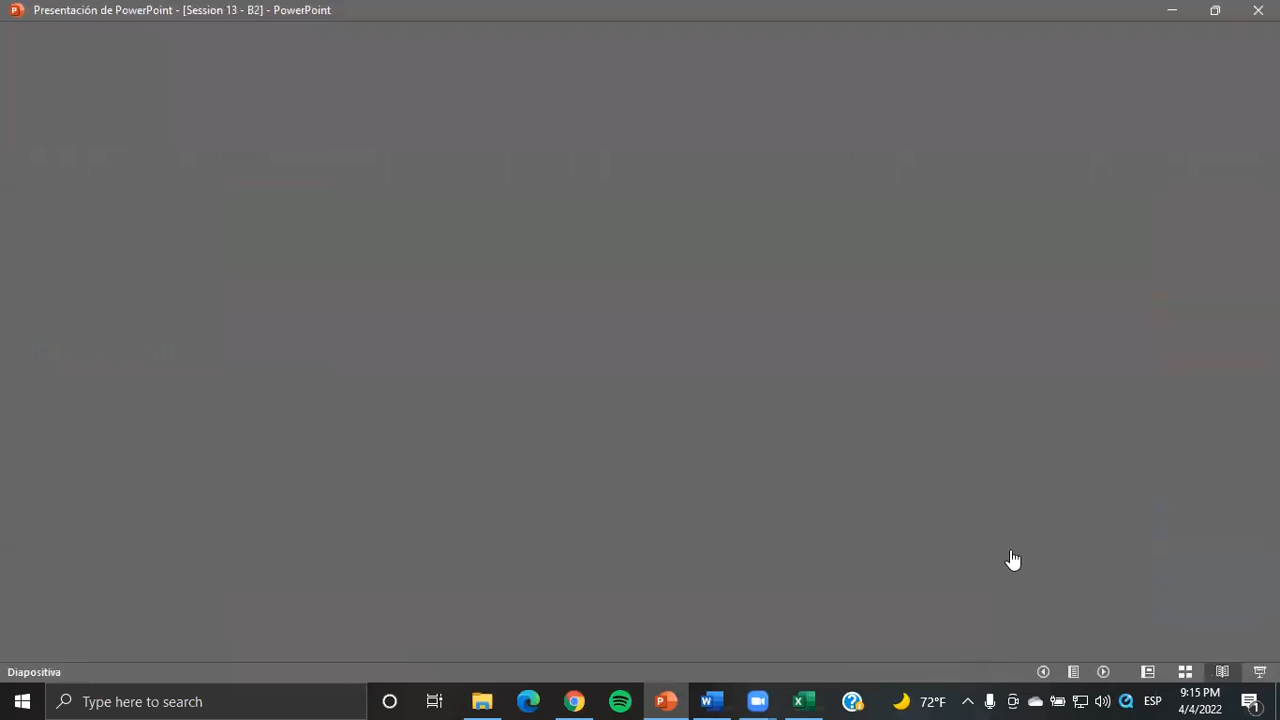 Presentación de PowerPoint - [Session 13 - B2] - PowerPoint
Diapositiva
Type here to search
72°F
ESP
9:15 PM
4/4/2022
1